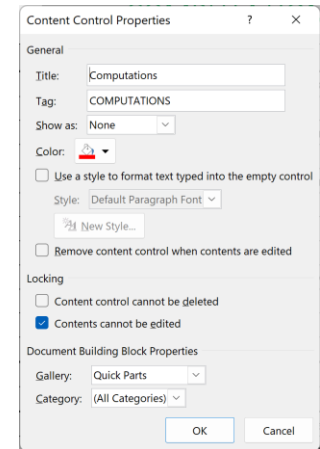 Content Control Properties ? ×
General
Title: Computations
Tag: COMPUTATIONS
Show as: None
Color:
Use a style to format text typed into the empty control
Style: Default Paragraph Font
New Style...
Remove content control when contents are edited
Locking
Content control cannot be deleted
Contents cannot be edited
Document Building Block Properties
Gallery: Quick Parts
Category: (All Categories)
OK Cancel